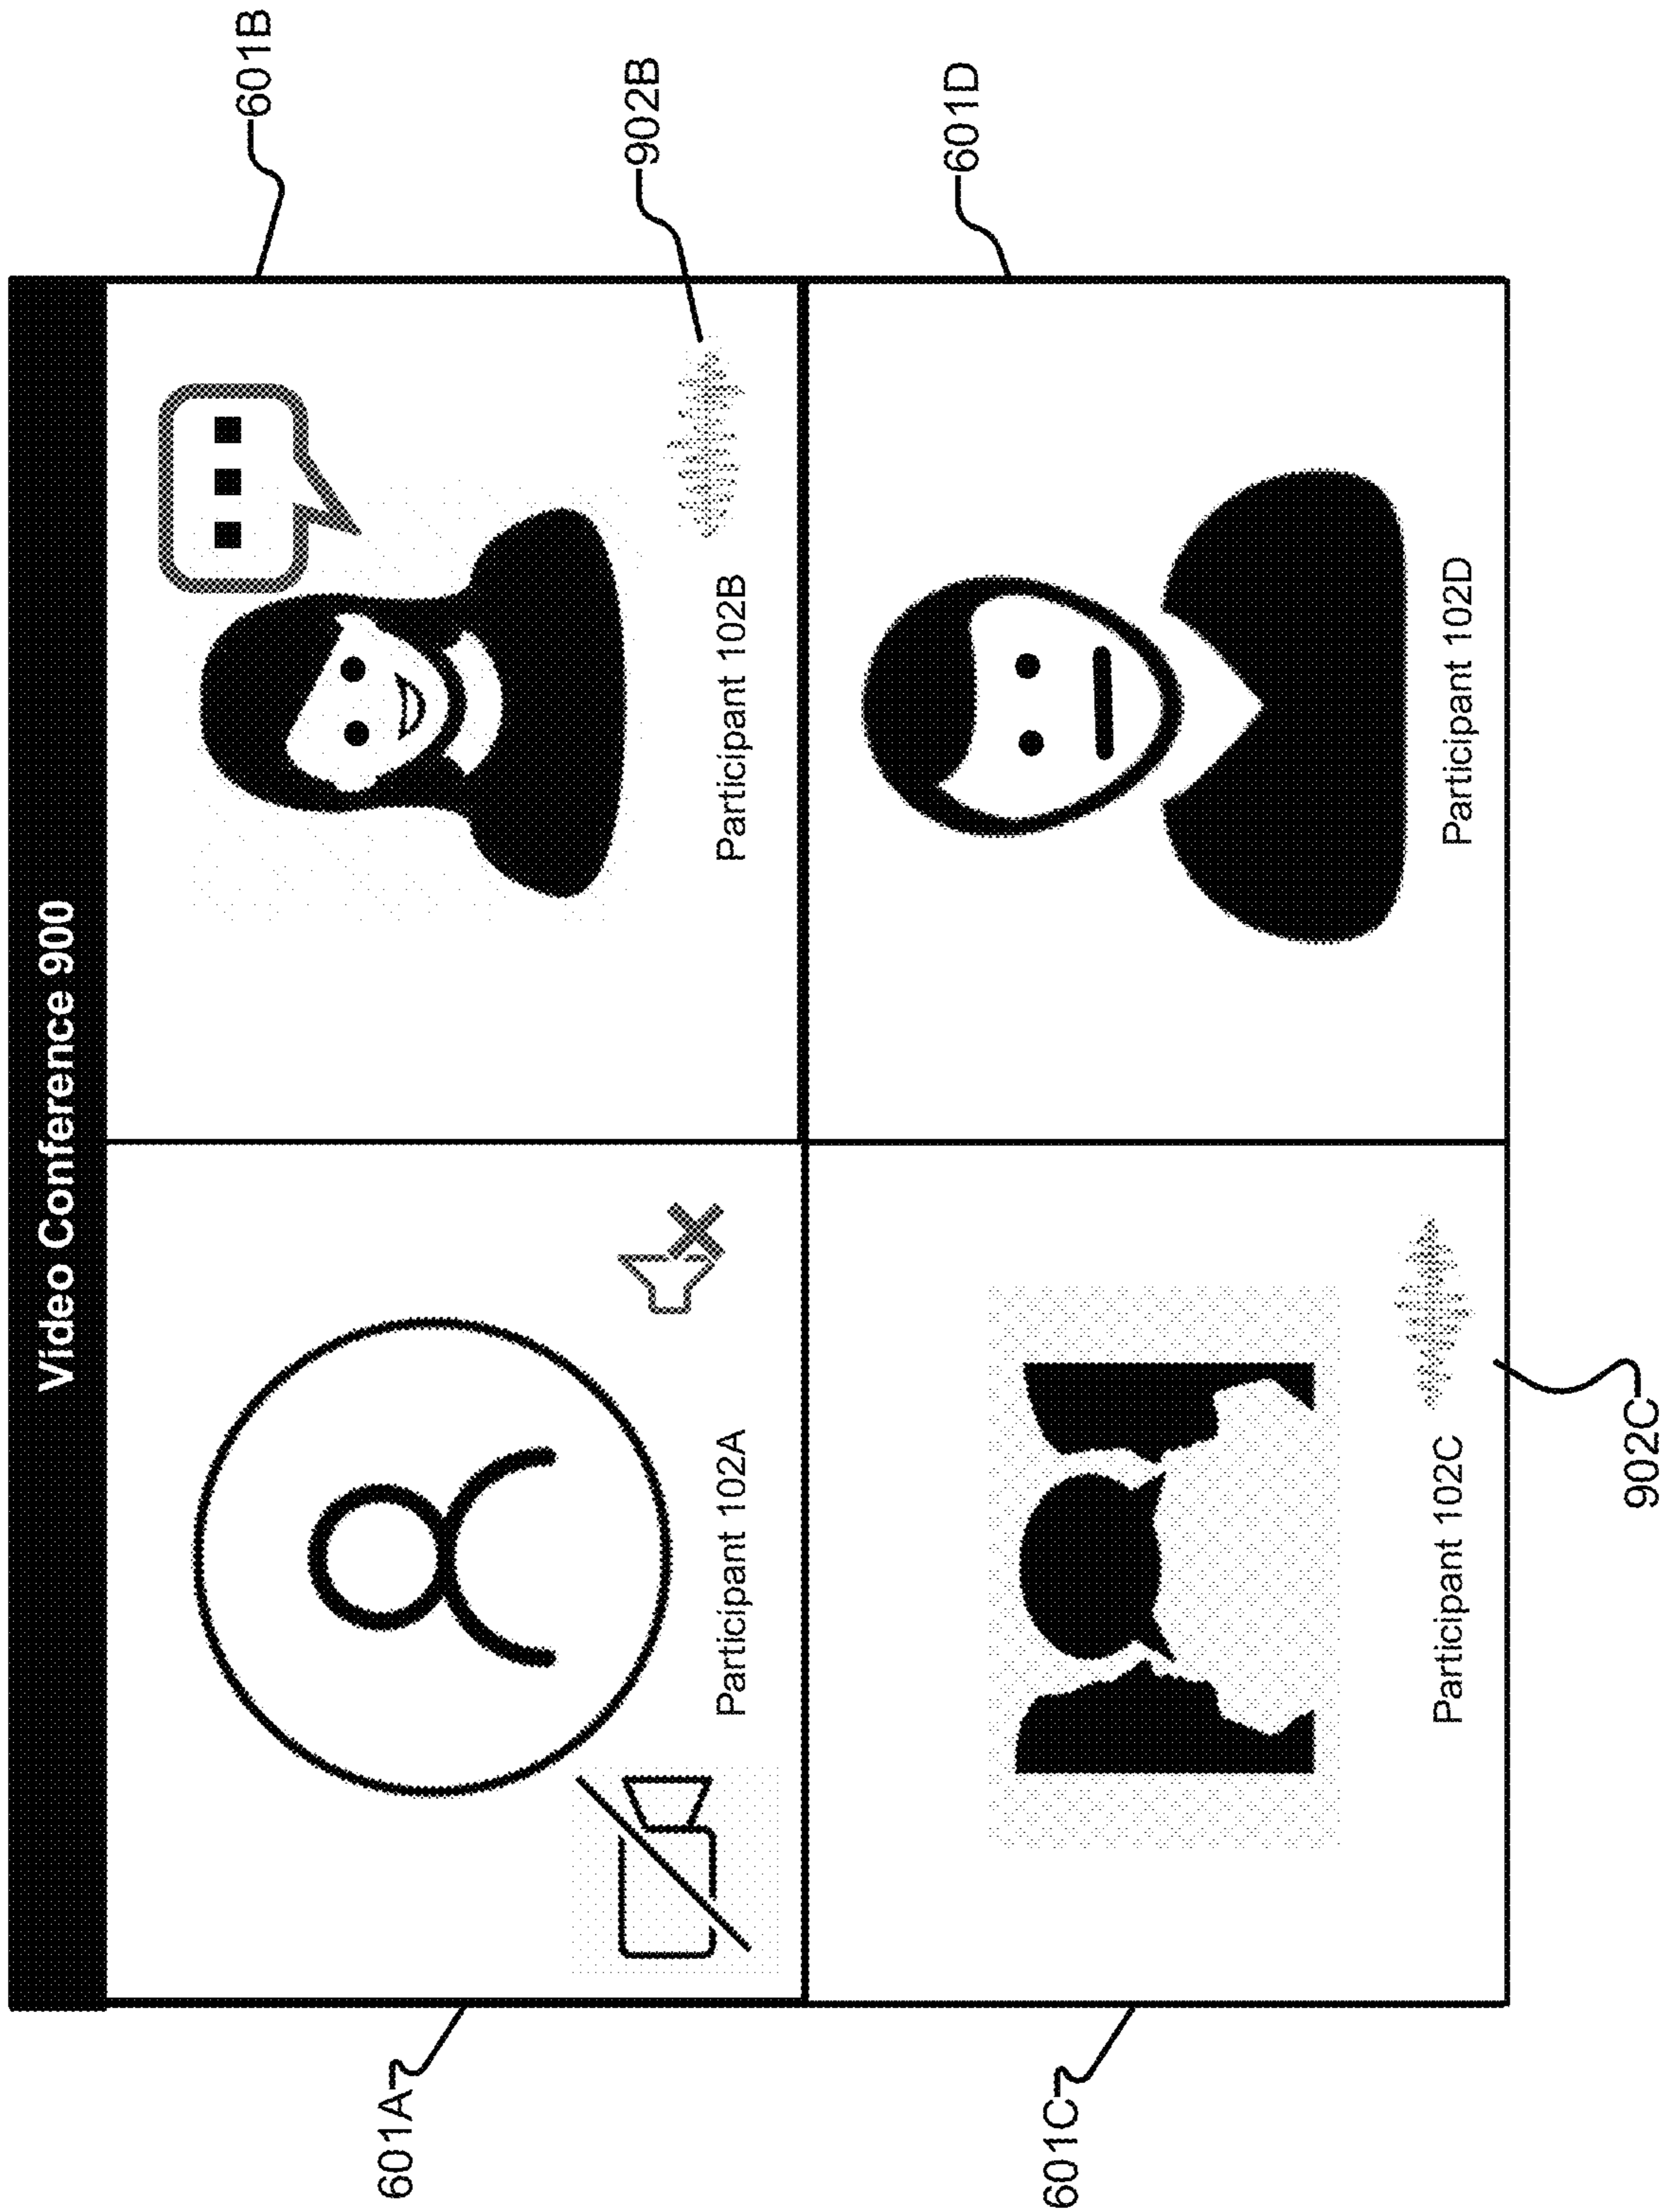 Video Conference 900
601A
601B
Participant 102A
Participant 102B
902B
601C
601D
Participant 102C
Participant 102D
902C